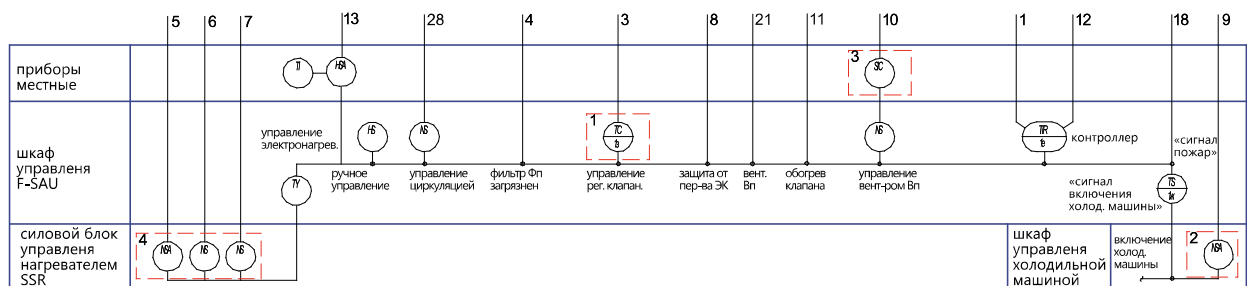 5 6 7 13 28 4 3 8 21 11 10 1 12 18 9
приборы
местные
TI
HSA
3
SC
шкаф
управленя
F-SAU
управление
электронагрев.
HS
NS
1
TC
1в
NS
TIR
1в
контроллер
«сигнал
пожар»
ручное
управление
управление
циркуляцией
фильтр Фп
загрязнен
управление
рег. клапан.
защита от
пер-ва ЭК
вент.
Вп
обогрев
клапана
управление
вент-ром Вп
TY
«сигнал
включения
холод. машины»
TS
силовой блок
управленя
нагревателем
SSR
4
NSA
NS
NS
шкаф
управленя
холодильной
машиной
включение
холод.
машины
2
NSA